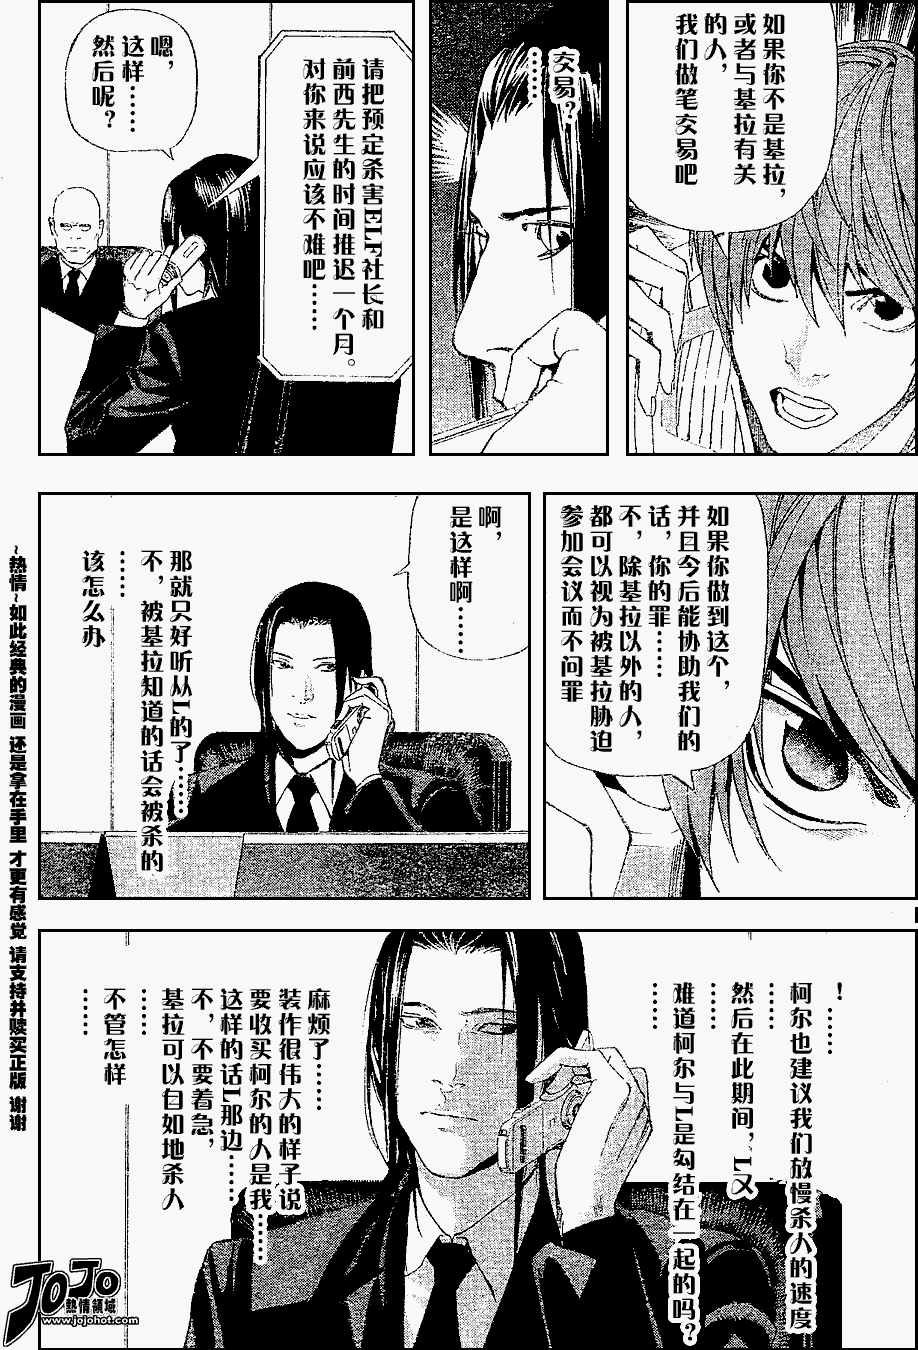 如果你不是基拉，
或者与基拉有关
的人，
我们做笔交易吧
交易？
……
请把预定杀害ELF社长和
前西先生的时间推迟一个月。
对你来说应该不难吧……
嗯，
这样……
然后呢？
如果你做到这个，
并且今后能协助我们的
话，你的罪……
不，除基拉以外的人，
都可以视为被基拉胁迫
参加会议而不问罪
啊，
是这样啊……
那就只好听从L的了……
不，被基拉知道的话会被杀的
……
该怎么办
！……
柯尔也建议我们放慢杀人的速度
……
然后在此期间，L又
……
难道柯尔与L是勾结在一起的吗？
……
麻烦了……
装作很伟大的样子说
要收买柯尔的人是我……
这样的话L那边……
不，不要着急，
基拉可以自如地杀人
……
不管怎样
……
~热情~如此经典的漫画 还是拿在手里 才更有感觉 请支持并赎买正版 谢谢
JOJO
熱情領域
www.jojohot.com